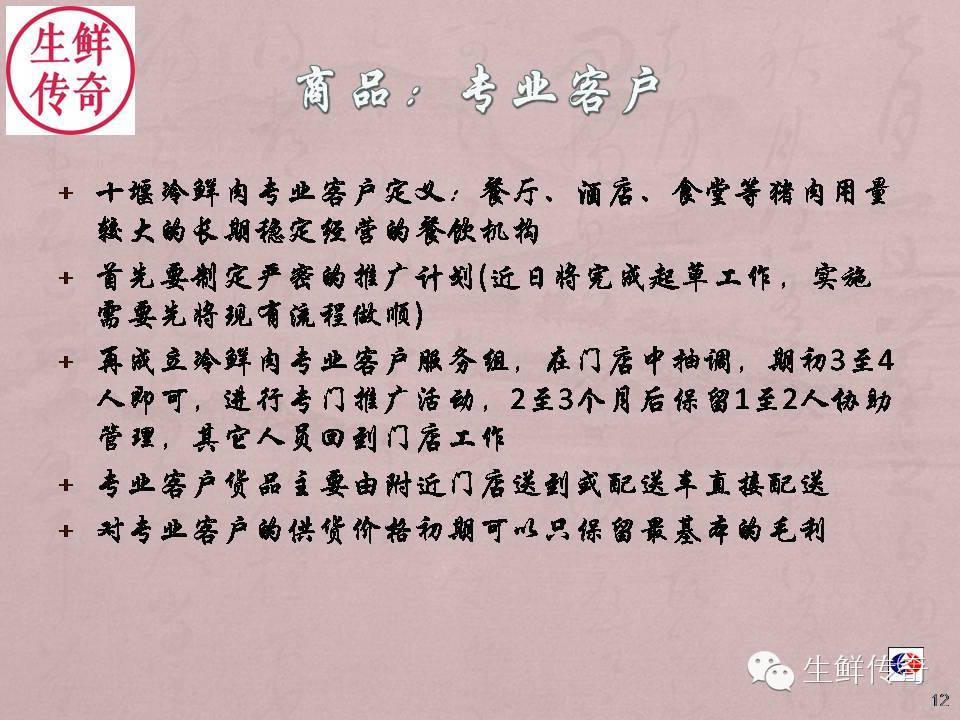 生鲜
传奇
商品：专业客户
+ 十堰冷鲜肉专业客户定义：餐厅、酒店、食堂等猪肉用量
较大的长期稳定经营的餐饮机构
+ 首先要制定严密的推广计划(近日将完成起草工作，实施
需要先将现有流程做顺)
+ 再成立冷鲜肉专业客户服务组，在门店中抽调，期初3至4
人即可，进行专门推广活动，2至3个月后保留1至2人协助
管理，其它人员回到门店工作
+ 专业客户货品主要由附近门店送到或配送车直接配送
+ 对专业客户的供货价格初期可以只保留最基本的毛利
生鲜传奇
12